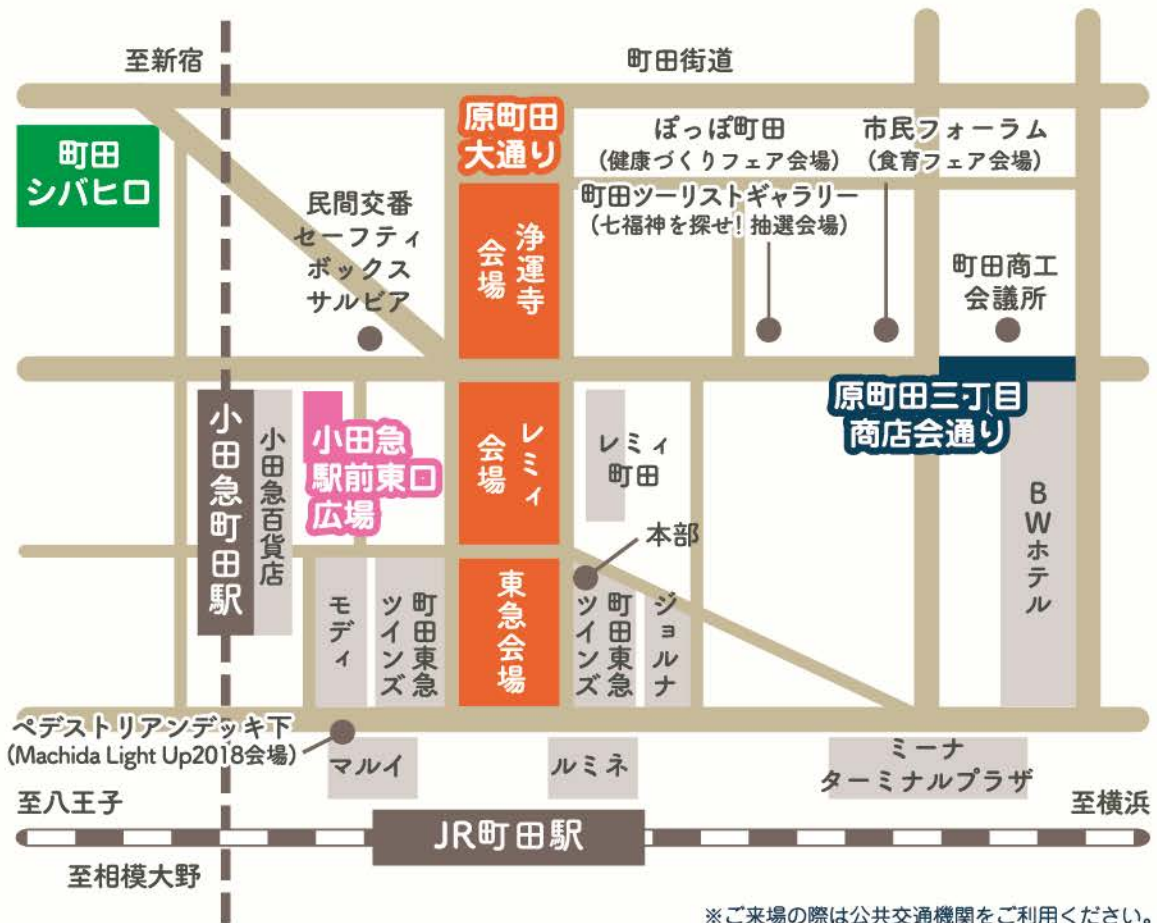 至新宿
町田街道
町田
シバヒロ
原町田
大通り
ぽっぽ町田
(健康づくりフェア会場)
市民フォーラム
(食育フェア会場)
町田ツーリストギャラリー
(七福神を探せ!抽選会場)
民間交番
セーフティ
ボックス
サルビア
浄運寺
会場
町田商工
会議所
小田急町田駅
小田急百貨店
小田急
駅前東口
広場
レミィ
会場
レミィ
町田
原町田三丁目
商店会通り
BWホテル
本部
モディ
町田東急
ツインズ
東急会場
町田東急
ツインズ
ジョルナ
ペデストリアンデッキ下
(Machida Light Up2018会場)
マルイ
ルミネ
ミーナ
ターミナルプラザ
至八王子
至横浜
JR町田駅
至相模大野
※ご来場の際は公共交通機関をご利用ください。